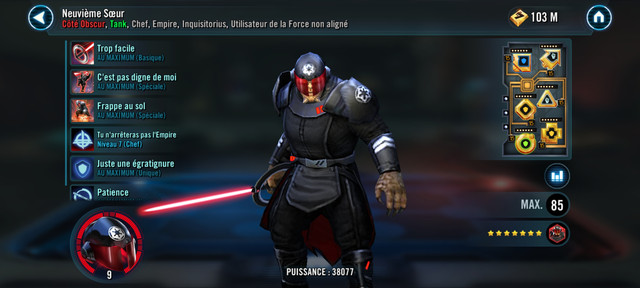 Neuvième Sœur
Côté Obscur, Tank, Chef, Empire, Inquisitorius, Utilisateur de la Force non aligné
103 M
Trop facile
AU MAXIMUM (Basique)
C'est pas digne de moi
AU MAXIMUM (Spéciale)
Frappe au sol
AU MAXIMUM (Spéciale)
Tu n'arrêteras pas l'Empire
Niveau 7 (Chef)
Juste une égratignure
AU MAXIMUM (Unique)
Patience
MAX. 85
9
PUISSANCE : 38077